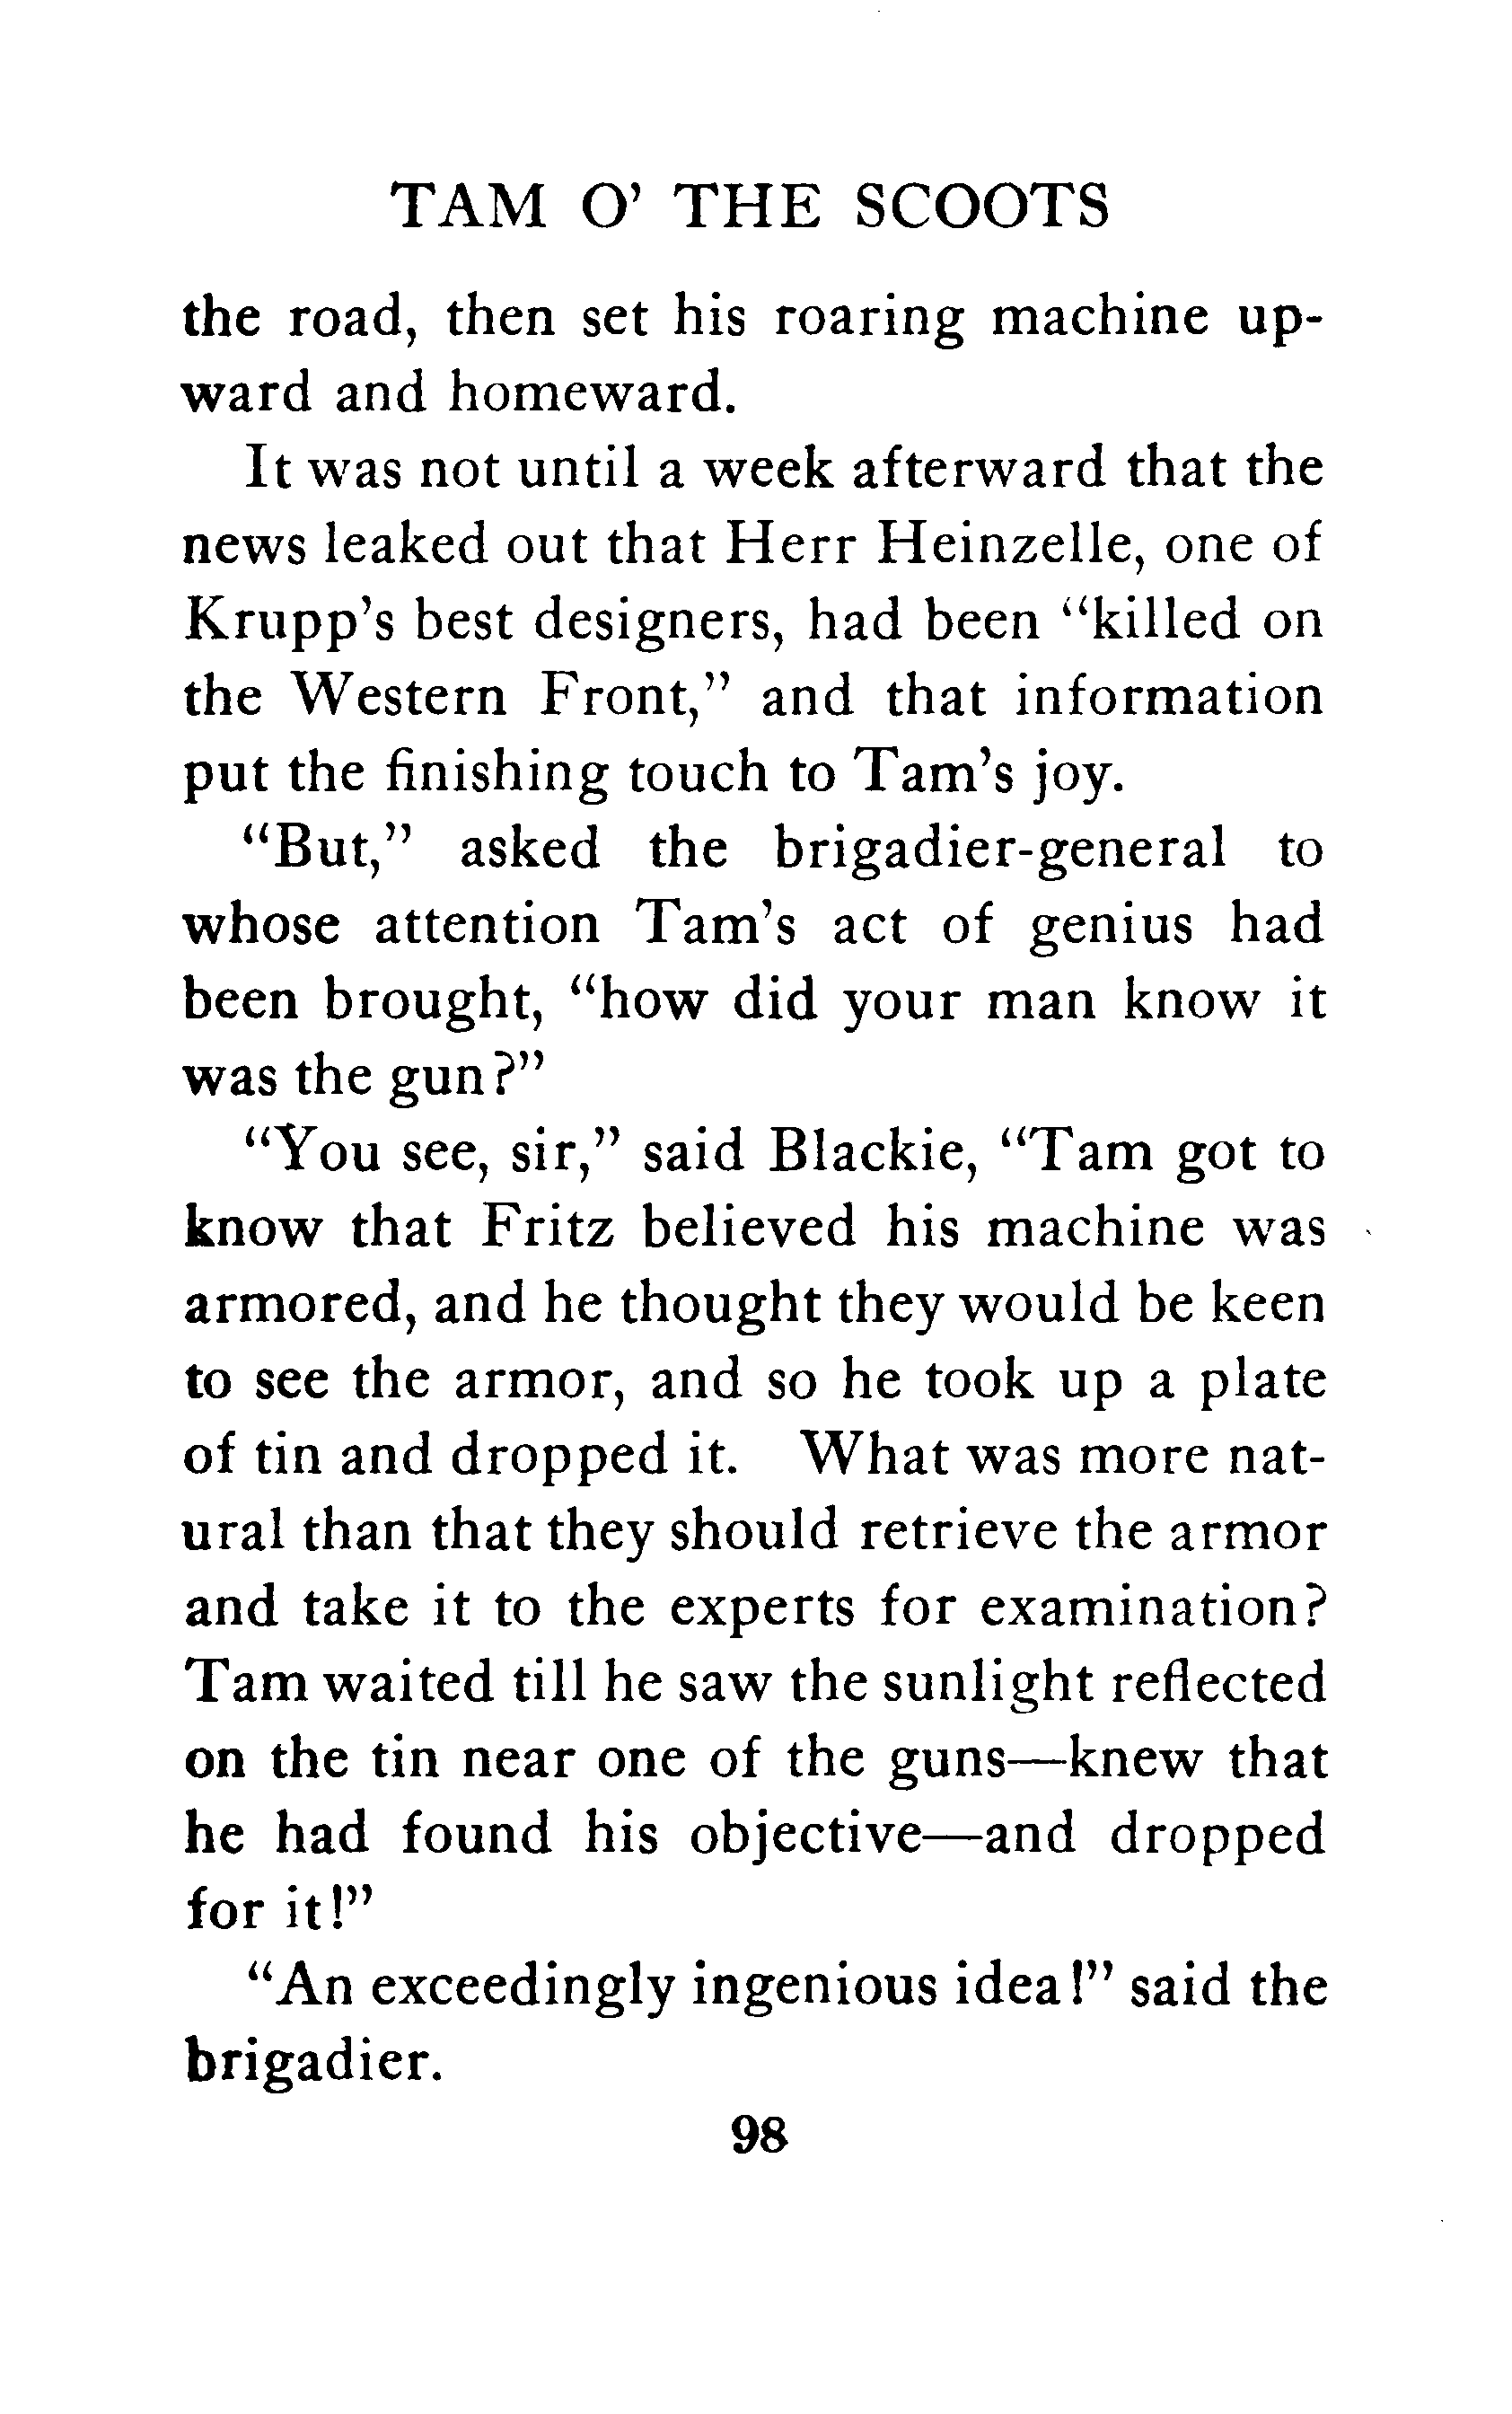 TAM O' THE SCOOTS
the road, then set his roaring machine up-
ward and homeward.
It was not until a week afterward that the
news leaked out that Herr Heinzelle, one of
Krupp's best designers, had been "killed on
the Western Front," and that information
put the finishing touch to Tam's joy.
"But," asked the brigadier-general to
whose attention Tam's act of genius had
been brought, "how did your man know it
was the gun?"
"You see, sir," said Blackie, "Tam got to
know that Fritz believed his machine was
armored, and he thought they would be keen
to see the armor, and so he took up a plate
of tin and dropped it. What was more nat-
ural than that they should retrieve the armor
and take it to the experts for examination?
Tam waited till he saw the sunlight reflected
on the tin near one of the guns—knew that
he had found his objective—and dropped
for it!"
"An exceedingly ingenious idea!" said the
brigadier.
98